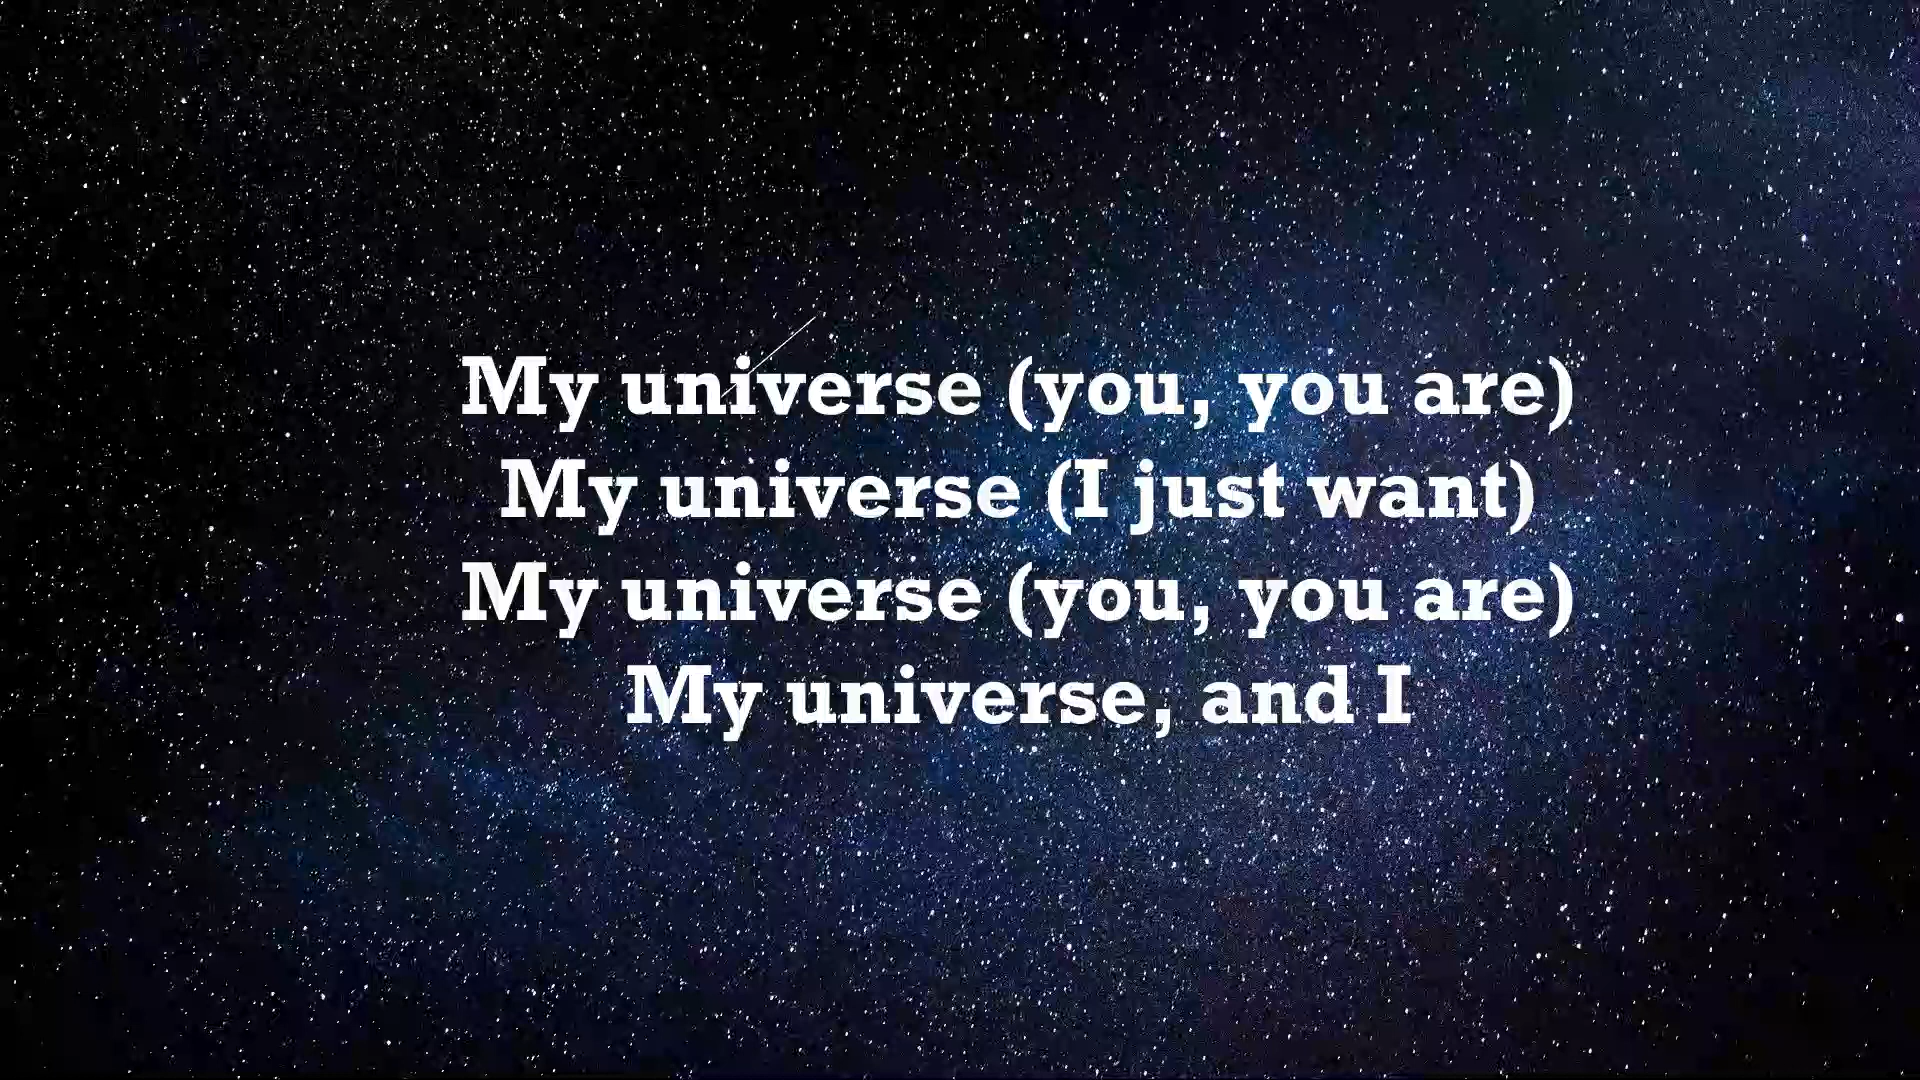 My universe (you, you are)
My universe (I just want)
My universe (you, you are)
My universe, and I